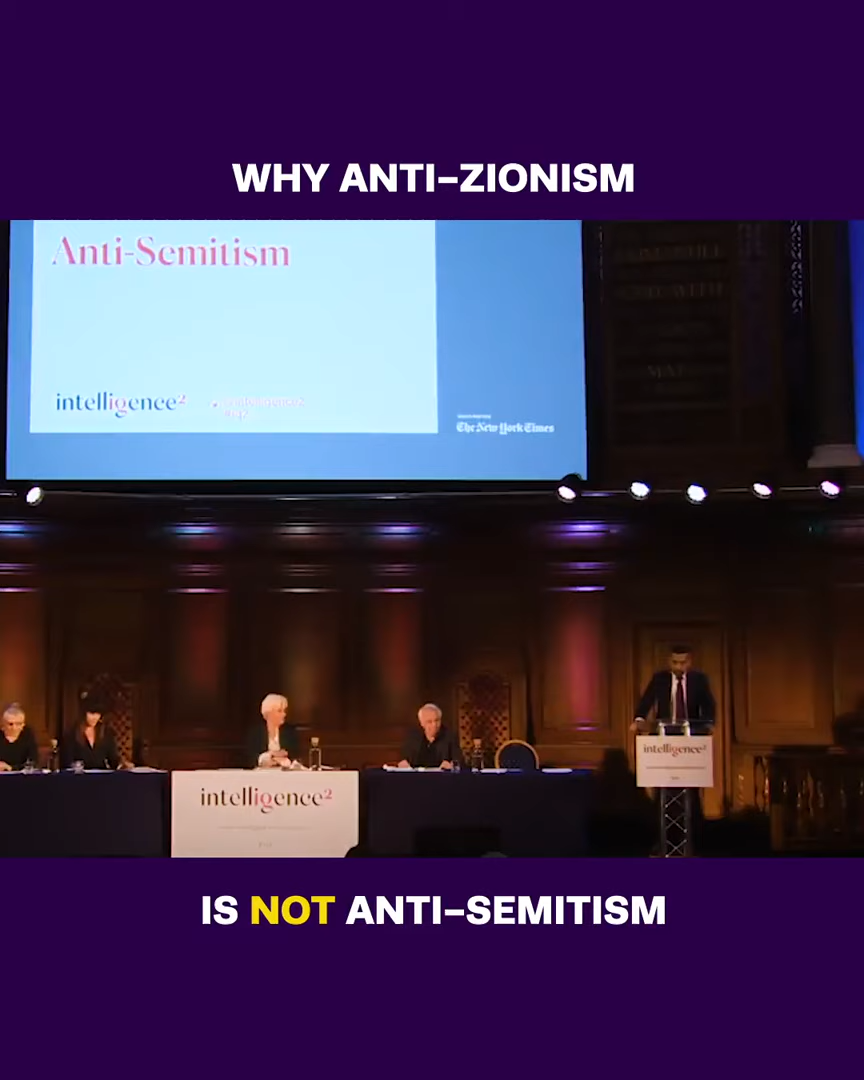 WHY ANTI–ZIONISM
Anti-Semitism
intelligence²
The New York Times
intelligence²
intelligence²
IS NOT ANTI–SEMITISM